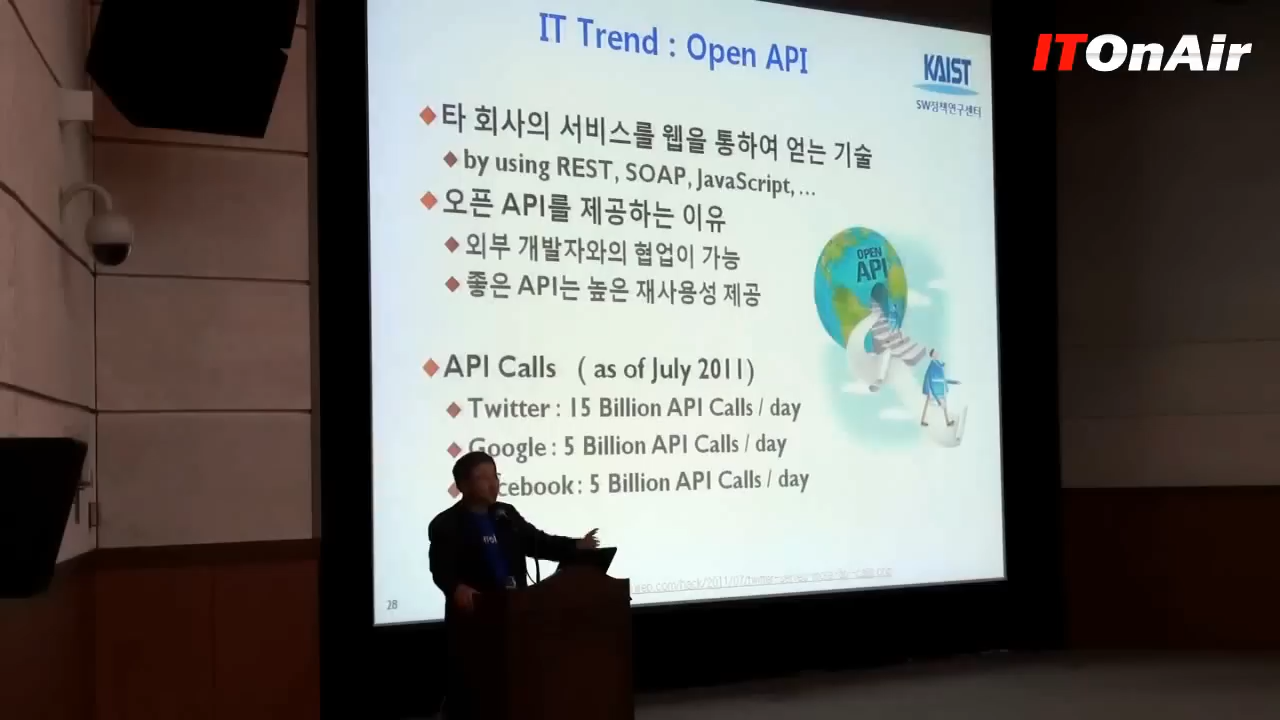 IT Trend : Open API
ITOnAir
KAIST
SW정책연구센터
타 회사의 서비스를 웹을 통하여 얻는 기술
by using REST, SOAP, JavaScript, ...
오픈 API를 제공하는 이유
외부 개발자와의 협업이 가능
좋은 API는 높은 재사용성 제공
OPEN
API
API Calls ( as of July 2011)
Twitter : 15 Billion API Calls / day
Google : 5 Billion API Calls / day
cebook : 5 Billion API Calls / day
28